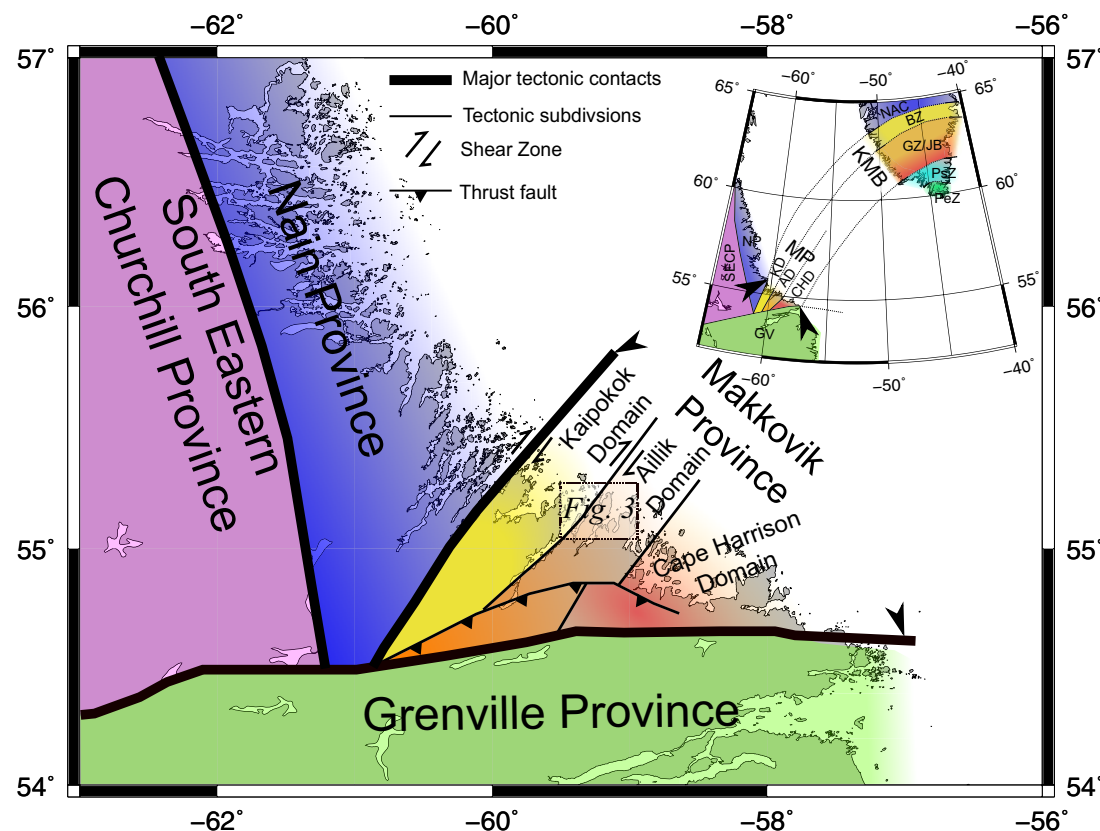 −62˚
−60˚
−58˚
−56˚
57˚
57˚
Major tectonic contacts
Tectonic subdivsions
Shear Zone
Thrust fault
−60˚
−50˚
−40˚
65˚
65˚
NAC
BZ
GZ/JB
PSZ
PeZ
KMB
60˚
60˚
NP
SECP
MP
KD
AD
CHD
55˚
55˚
GV
−60˚
−50˚
−40˚
South Eastern
Churchill Province
Nain Province
56˚
56˚
Kaipokok
Domain
Aillik
Domain
Makkovik
Province
Fig. 3
Cape Harrison
Domain
55˚
55˚
Grenville Province
54˚
54˚
−62˚
−60˚
−58˚
−56˚